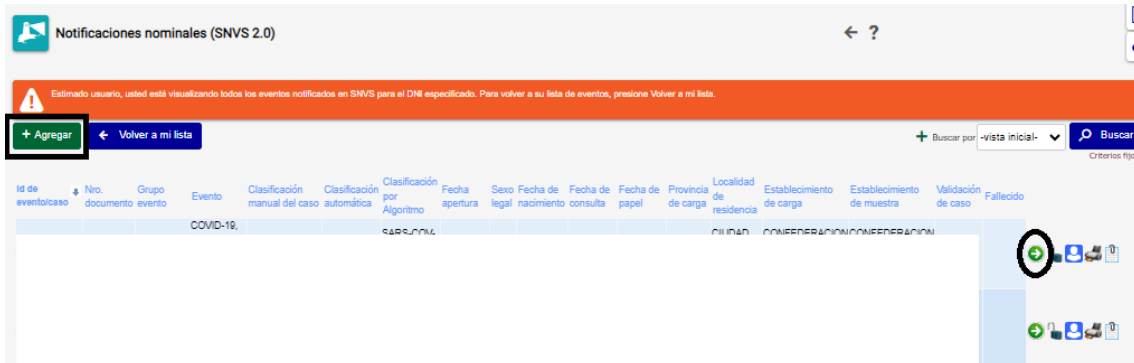 Notificaciones nominales (SNVS 2.0)
← ?
Estimado usuario, usted está visualizando todos los eventos notificados en SNVS para el DNI especificado. Para volver a su lista de eventos, presione Volver a mi lista.
+ Agregar
← Volver a mi lista
+ Buscar por -vista inicial- Buscar
Criterios fijo
Id de evento/caso
Nro. documento
Grupo evento
Evento
Clasificación manual del caso
Clasificación automática
Clasificación por Algoritmo
Fecha apertura
Sexo legal
Fecha de nacimiento
Fecha de consulta
Fecha de papel
Provincia de carga
Localidad de residencia
Establecimiento de carga
Establecimiento de muestra
Validación de caso
Fallecido
COVID-19,
SARS-COV-
CIUDAD
CONFEDERACION
CONFEDERACION